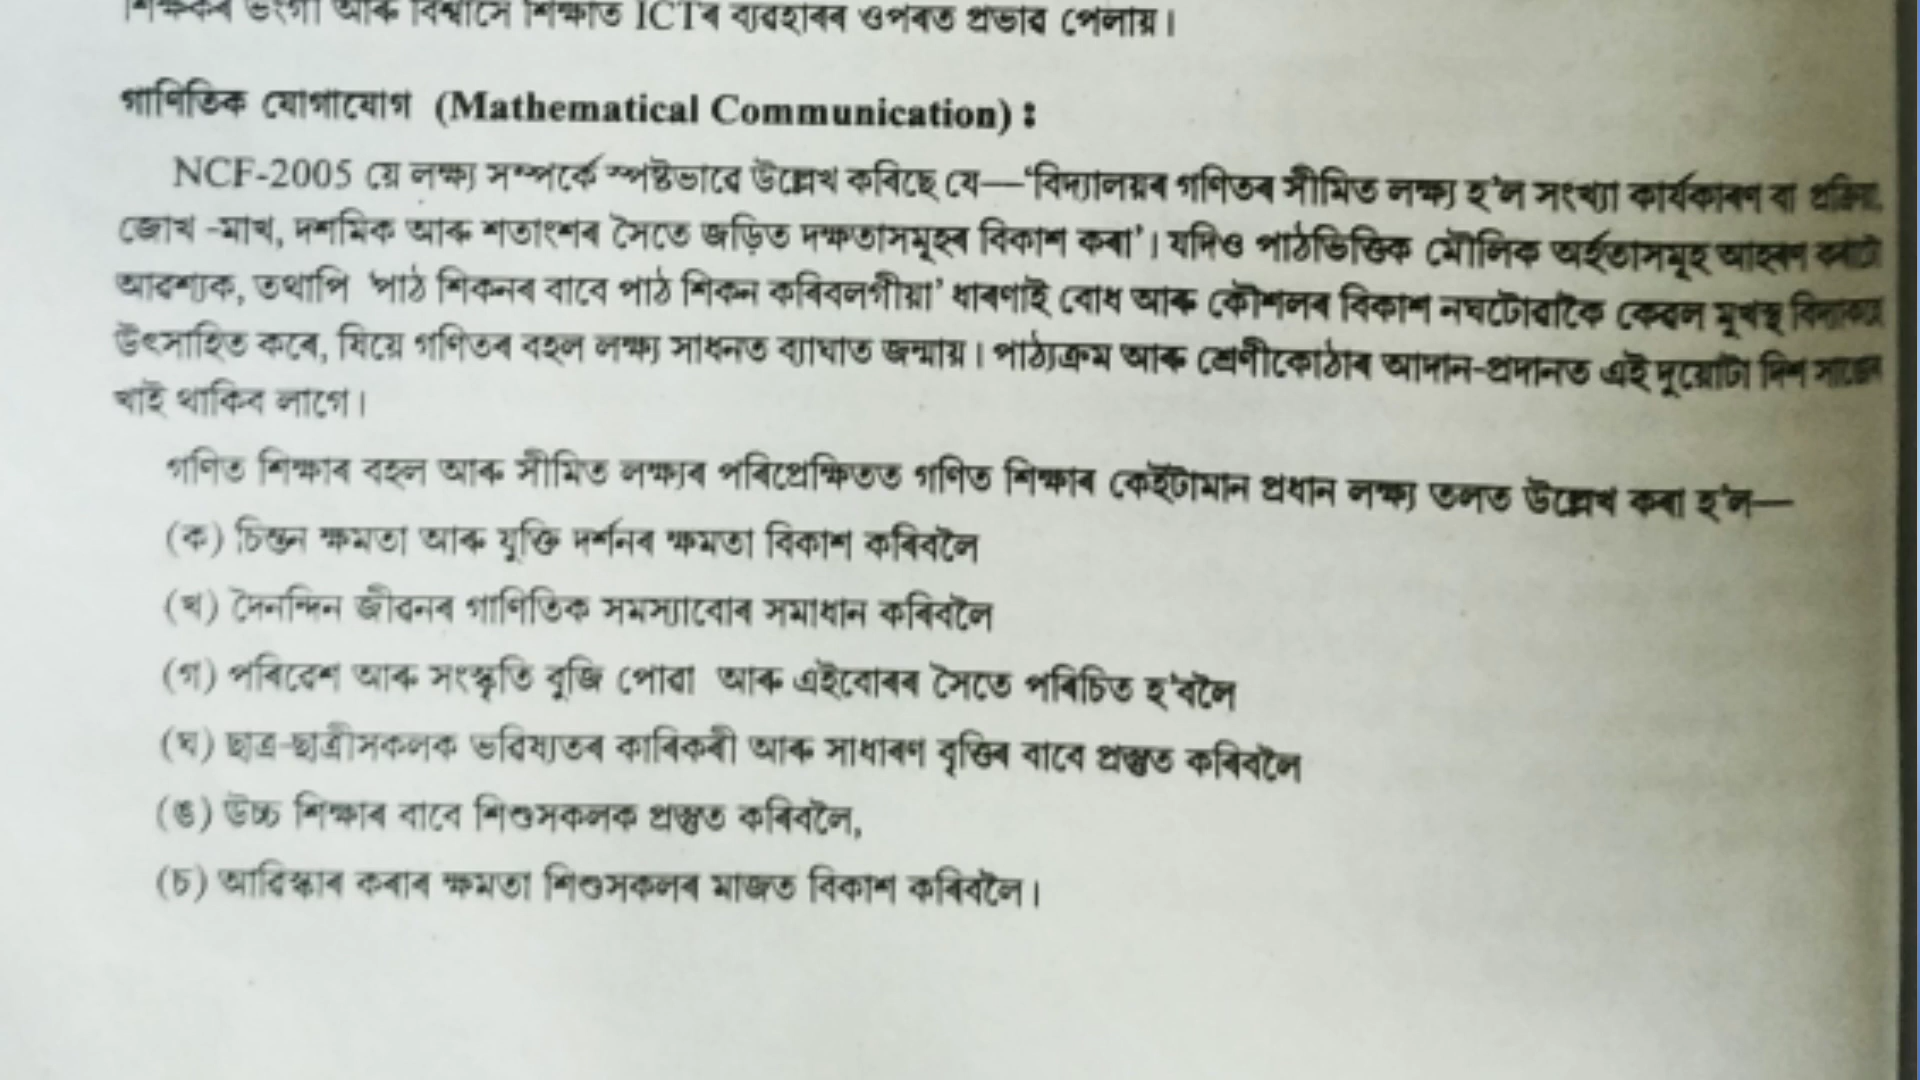 শিক্ষকৰ ভংগী আৰু বিশ্বাসে শিক্ষাত ICTৰ ব্যৱহাৰৰ ওপৰত প্ৰভাৱ পেলায়।
গাণিতিক যোগাযোগ (Mathematical Communication) :
NCF-2005 য়ে লক্ষ্য সম্পৰ্কে স্পষ্টভাৱে উল্লেখ কৰিছে যে—‘বিদ্যালয়ৰ গণিতৰ সীমিত লক্ষ্য হ'ল সংখ্যা কাৰ্যকাৰণ বা
জোখ -মাখ, দশমিক আৰু শতাংশৰ সৈতে জড়িত দক্ষতাসমূহৰ বিকাশ কৰা’। যদিও পাঠভিত্তিক মৌলিক অৰ্হতাসমূহ আহৰণ কৰাটো
আৱশ্যক, তথাপি ‘পাঠ শিকনৰ বাবে পাঠ শিকন কৰিবলগীয়া’ ধাৰণাই বোধ আৰু কৌশলৰ বিকাশ নঘটোৱাকৈ কেৱল মুখস্থ বিদ্যাকহে
উৎসাহিত কৰে, যিয়ে গণিতৰ বহল লক্ষ্য সাধনত ব্যাঘাত জন্মায়। পাঠ্যক্ৰম আৰু শ্ৰেণীকোঠাৰ আদান-প্ৰদানত এই দুয়োটা দিশ সাঙোৰ
খাই থাকিব লাগে।
গণিত শিক্ষাৰ বহল আৰু সীমিত লক্ষ্যৰ পৰিপ্ৰেক্ষিতত গণিত শিক্ষাৰ কেইটামান প্ৰধান লক্ষ্য তলত উল্লেখ কৰা হ'ল—
(ক) চিন্তন ক্ষমতা আৰু যুক্তি দৰ্শনৰ ক্ষমতা বিকাশ কৰিবলৈ
(খ) দৈনন্দিন জীৱনৰ গাণিতিক সমস্যাবোৰ সমাধান কৰিবলৈ
(গ) পৰিৱেশ আৰু সংস্কৃতি বুজি পোৱা আৰু এইবোৰৰ সৈতে পৰিচিত হ'বলৈ
(ঘ) ছাত্ৰ-ছাত্ৰীসকলক ভৱিষ্যতৰ কাৰিকৰী আৰু সাধাৰণ বৃত্তিৰ বাবে প্ৰস্তুত কৰিবলৈ
(ঙ) উচ্চ শিক্ষাৰ বাবে শিশুসকলক প্ৰস্তুত কৰিবলৈ,
(চ) আৱিস্কাৰ কৰাৰ ক্ষমতা শিশুসকলৰ মাজত বিকাশ কৰিবলৈ।